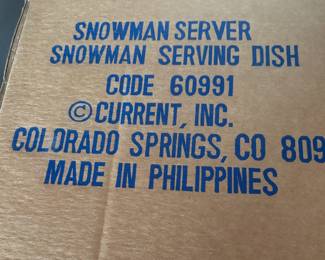 SNOWMAN SERVER
SNOWMAN SERVING DISH
CODE 60991
©CURRENT, INC.
COLORADO SPRINGS, CO 809
MADE IN PHILIPPINES